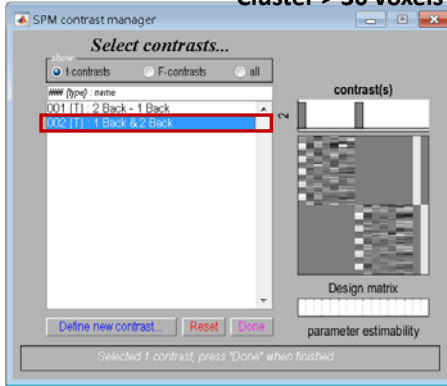 Cluster > 50 voxels
SPM contrast manager
Select contrasts...
show
t-contrasts F-contrasts all
### {type} : name
001 {T} : 2 Back - 1 Back
002 {T} : 1 Back & 2 Back
contrast(s)
2
Design matrix
Define new contrast... Reset Done
parameter estimability
Selected 1 contrast, press "Done" when finished.